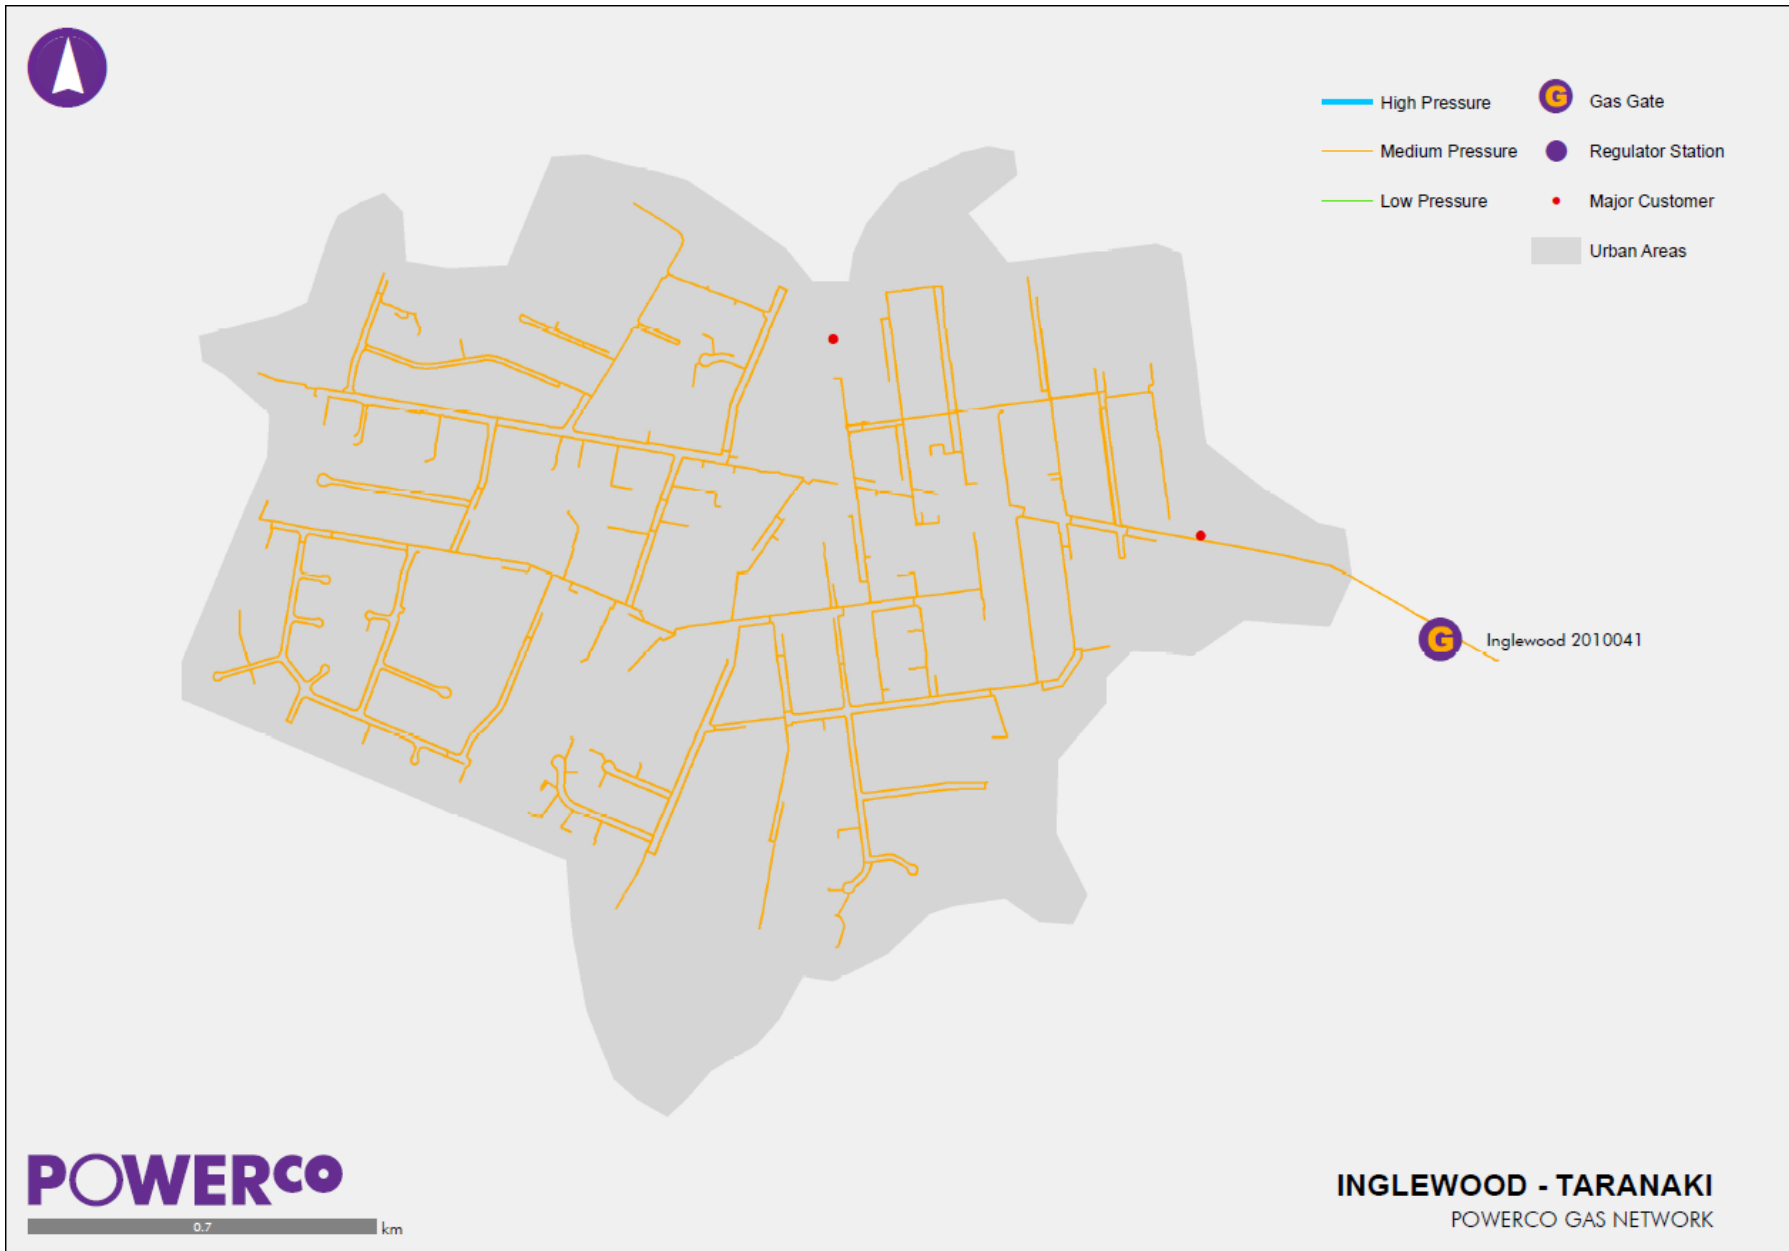 High Pressure
G
Gas Gate
Medium Pressure
Regulator Station
Low Pressure
Major Customer
Urban Areas
G
Inglewood 2010041
POWERCO
0.7
km
INGLEWOOD - TARANAKI
POWERCO GAS NETWORK